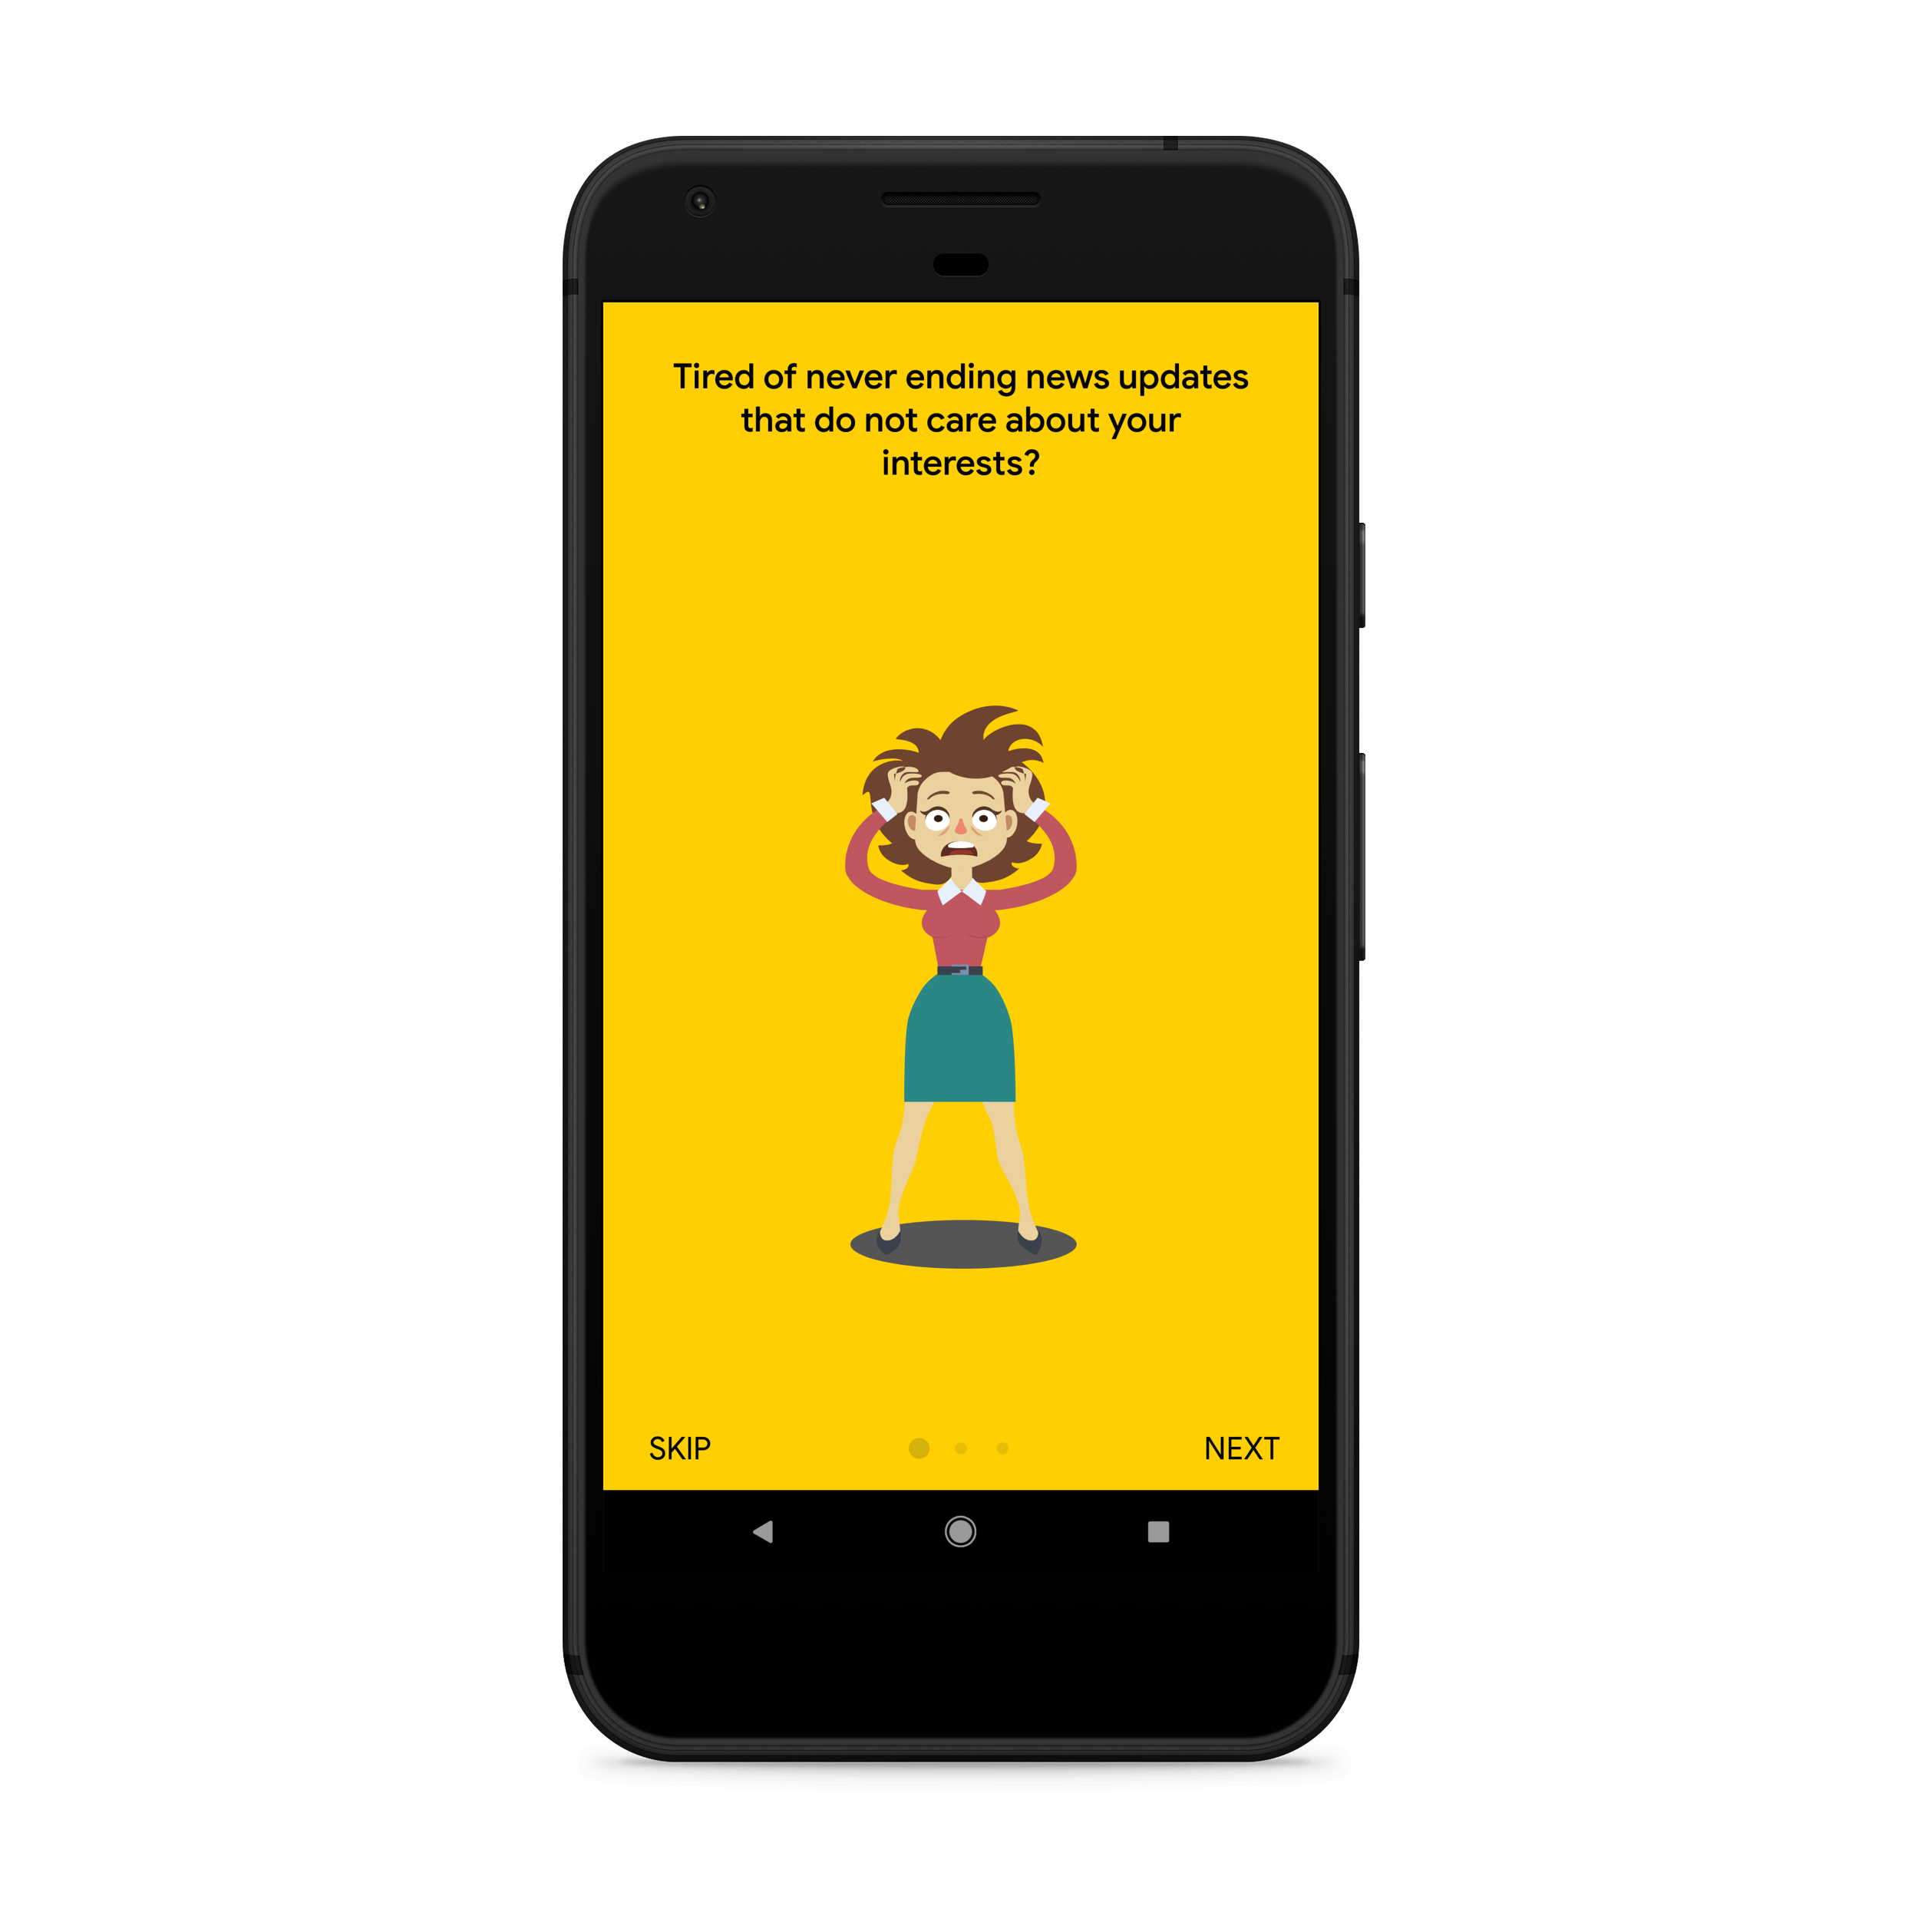 Tired of never ending news updates
that do not care about your
interests?
SKIP
NEXT